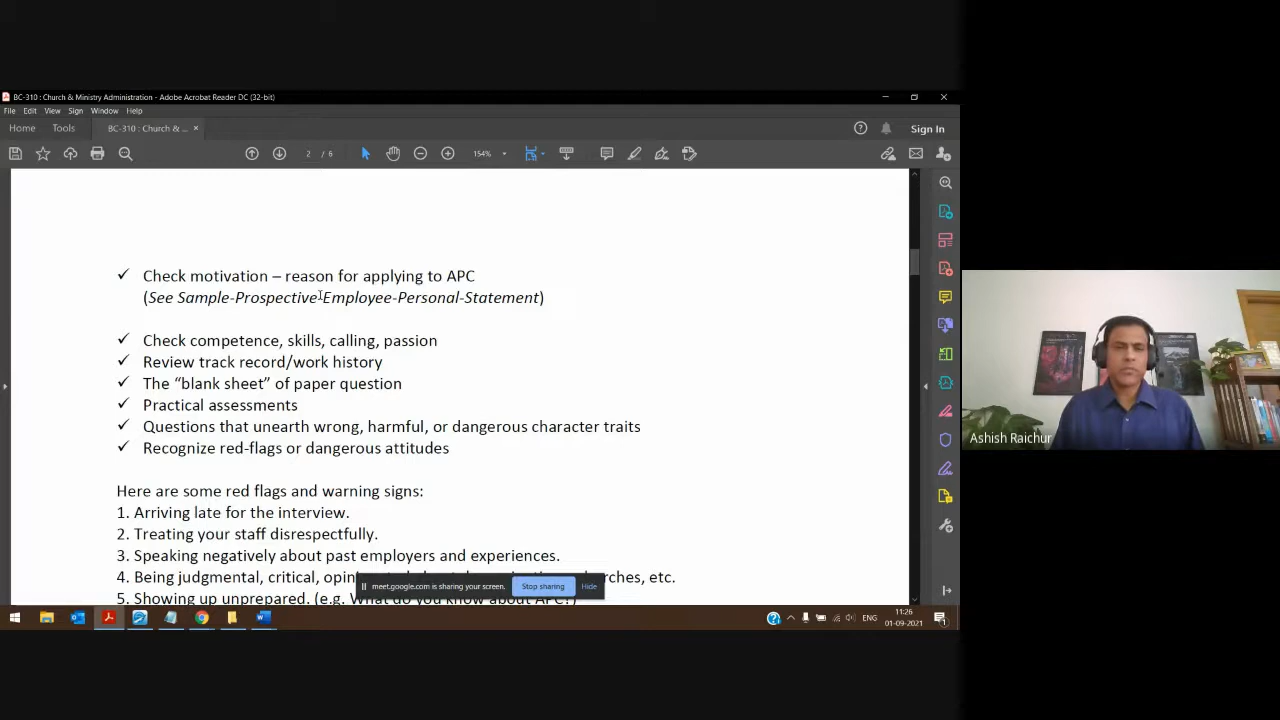 BC-310 : Church & Ministry Administration - Adobe Acrobat Reader DC (32-bit)
File Edit View Sign Window Help
Home Tools BC-310 : Church & ... × Sign In
2 / 6 154%
✓ Check motivation – reason for applying to APC
(See Sample-Prospective-Employee-Personal-Statement)
✓ Check competence, skills, calling, passion
✓ Review track record/work history
✓ The “blank sheet” of paper question
✓ Practical assessments
✓ Questions that unearth wrong, harmful, or dangerous character traits
✓ Recognize red-flags or dangerous attitudes
Here are some red flags and warning signs:
1. Arriving late for the interview.
2. Treating your staff disrespectfully.
3. Speaking negatively about past employers and experiences.
4. Being judgmental, critical, etc.
meet.google.com is sharing your screen. Stop sharing Hide
5. Showing up unprepared. (e.g. What do you know about APC?)
Ashish Raichur
ENG 11:26
01-09-2021